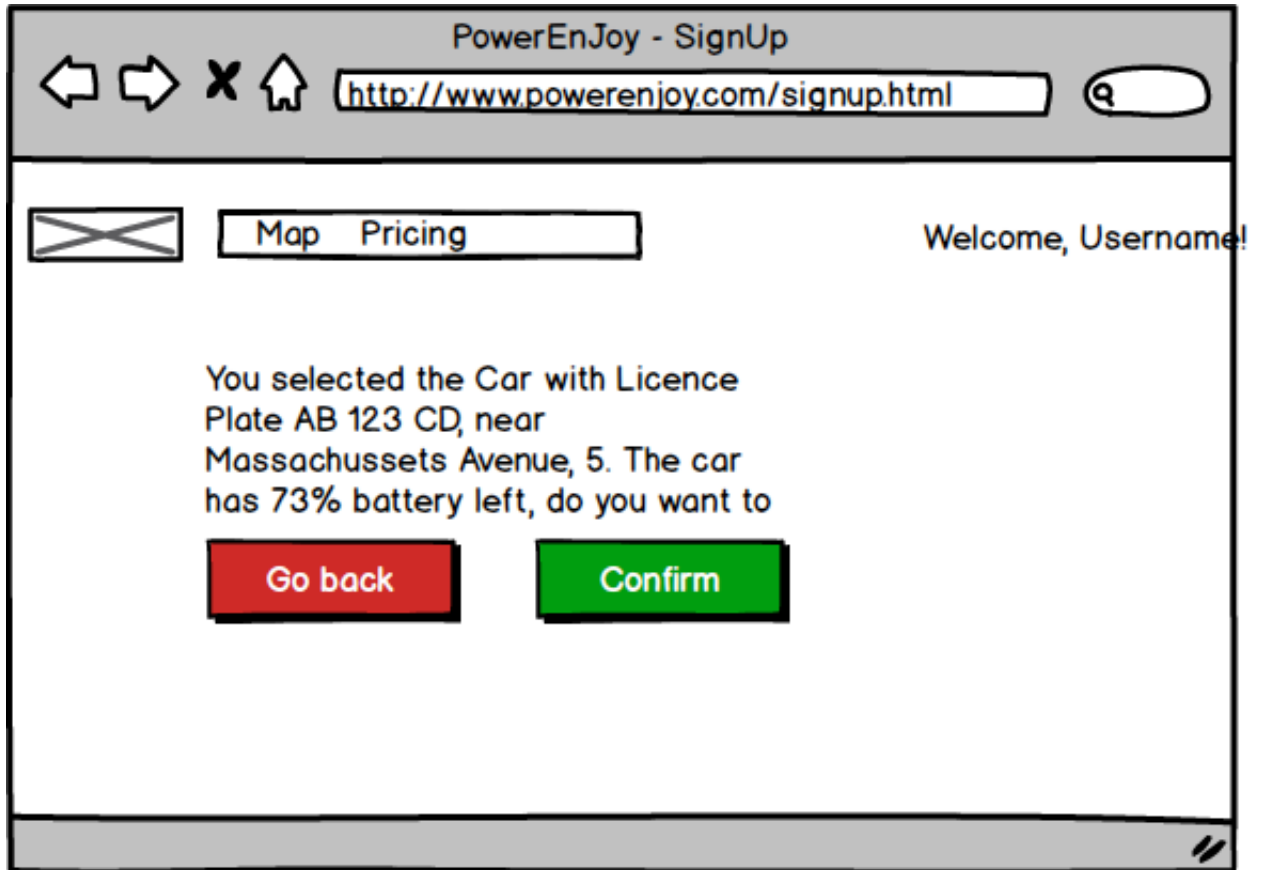 PowerEnJoy - SignUp
http://www.powerenjoy.com/signup.html
Map Pricing
Welcome, Username!
You selected the Car with Licence
Plate AB 123 CD, near
Massachussets Avenue, 5. The car
has 73% battery left, do you want to
Go back Confirm